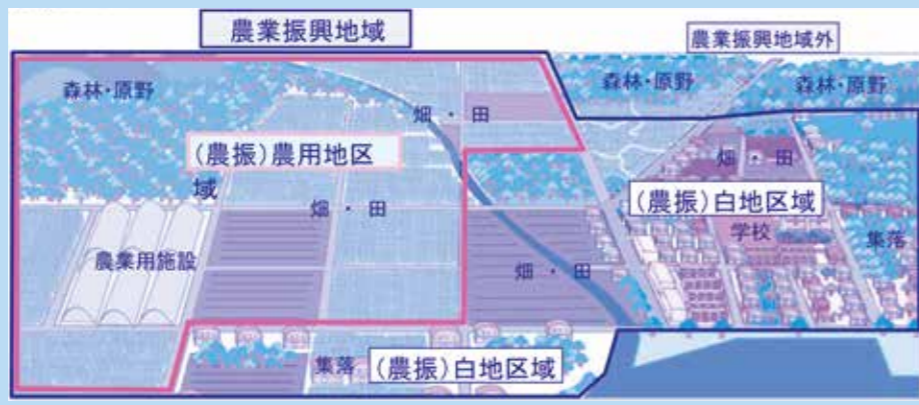 農業振興地域
農業振興地域外
森林・原野
森林・原野
森林・原野
畑・田
(農振)農用地区
域
畑・田
(農振)白地区域
畑・田
学校
集落
農業用施設
畑・田
集落
(農振)白地区域